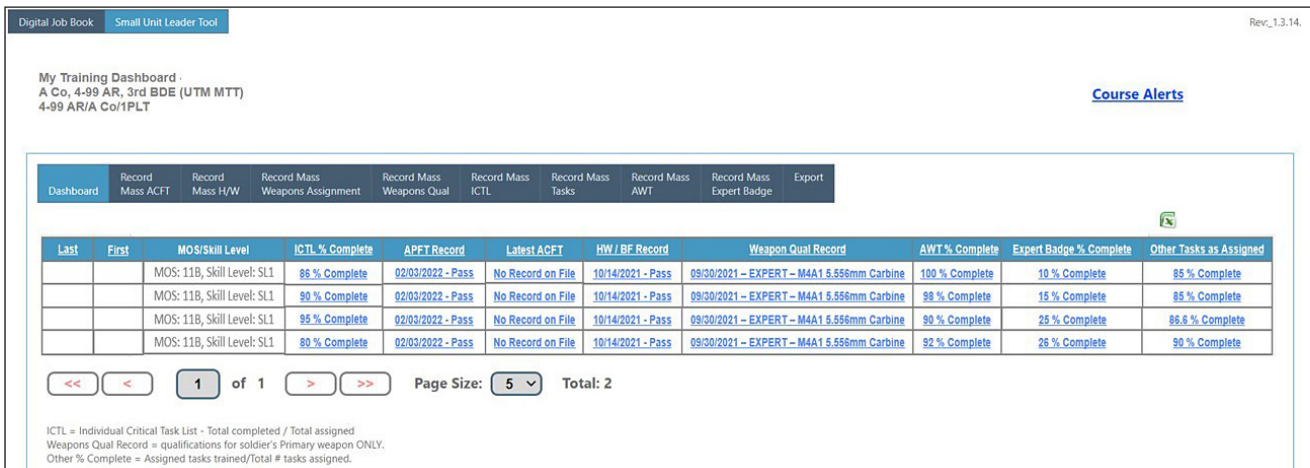 Digital Job Book Small Unit Leader Tool Rev:_1.3.14.
My Training Dashboard -
A Co, 4-99 AR, 3rd BDE (UTM MTT)
4-99 AR/A Co/1PLT
Course Alerts
Dashboard Record Mass ACFT Record Mass H/W Record Mass Weapons Assignment Record Mass Weapons Qual Record Mass ICTL Record Mass Tasks Record Mass AWT Record Mass Expert Badge Export
Last First MOS/Skill Level ICTL % Complete APFT Record Latest ACFT HW / BF Record Weapon Qual Record AWT % Complete Expert Badge % Complete Other Tasks as Assigned
MOS: 11B, Skill Level: SL1 86 % Complete 02/03/2022 - Pass No Record on File 10/14/2021 - Pass 09/30/2021 – EXPERT – M4A1 5.556mm Carbine 100 % Complete 10 % Complete 85 % Complete
MOS: 11B, Skill Level: SL1 90 % Complete 02/03/2022 - Pass No Record on File 10/14/2021 - Pass 09/30/2021 – EXPERT – M4A1 5.556mm Carbine 98 % Complete 15 % Complete 85 % Complete
MOS: 11B, Skill Level: SL1 95 % Complete 02/03/2022 - Pass No Record on File 10/14/2021 - Pass 09/30/2021 – EXPERT – M4A1 5.556mm Carbine 90 % Complete 25 % Complete 86.6 % Complete
MOS: 11B, Skill Level: SL1 80 % Complete 02/03/2022 - Pass No Record on File 10/14/2021 - Pass 09/30/2021 – EXPERT – M4A1 5.556mm Carbine 92 % Complete 26 % Complete 90 % Complete
<< < 1 of 1 > >> Page Size: 5 Total: 2
ICTL = Individual Critical Task List - Total completed / Total assigned
Weapons Qual Record = qualifications for soldier's Primary weapon ONLY.
Other % Complete = Assigned tasks trained/Total # tasks assigned.